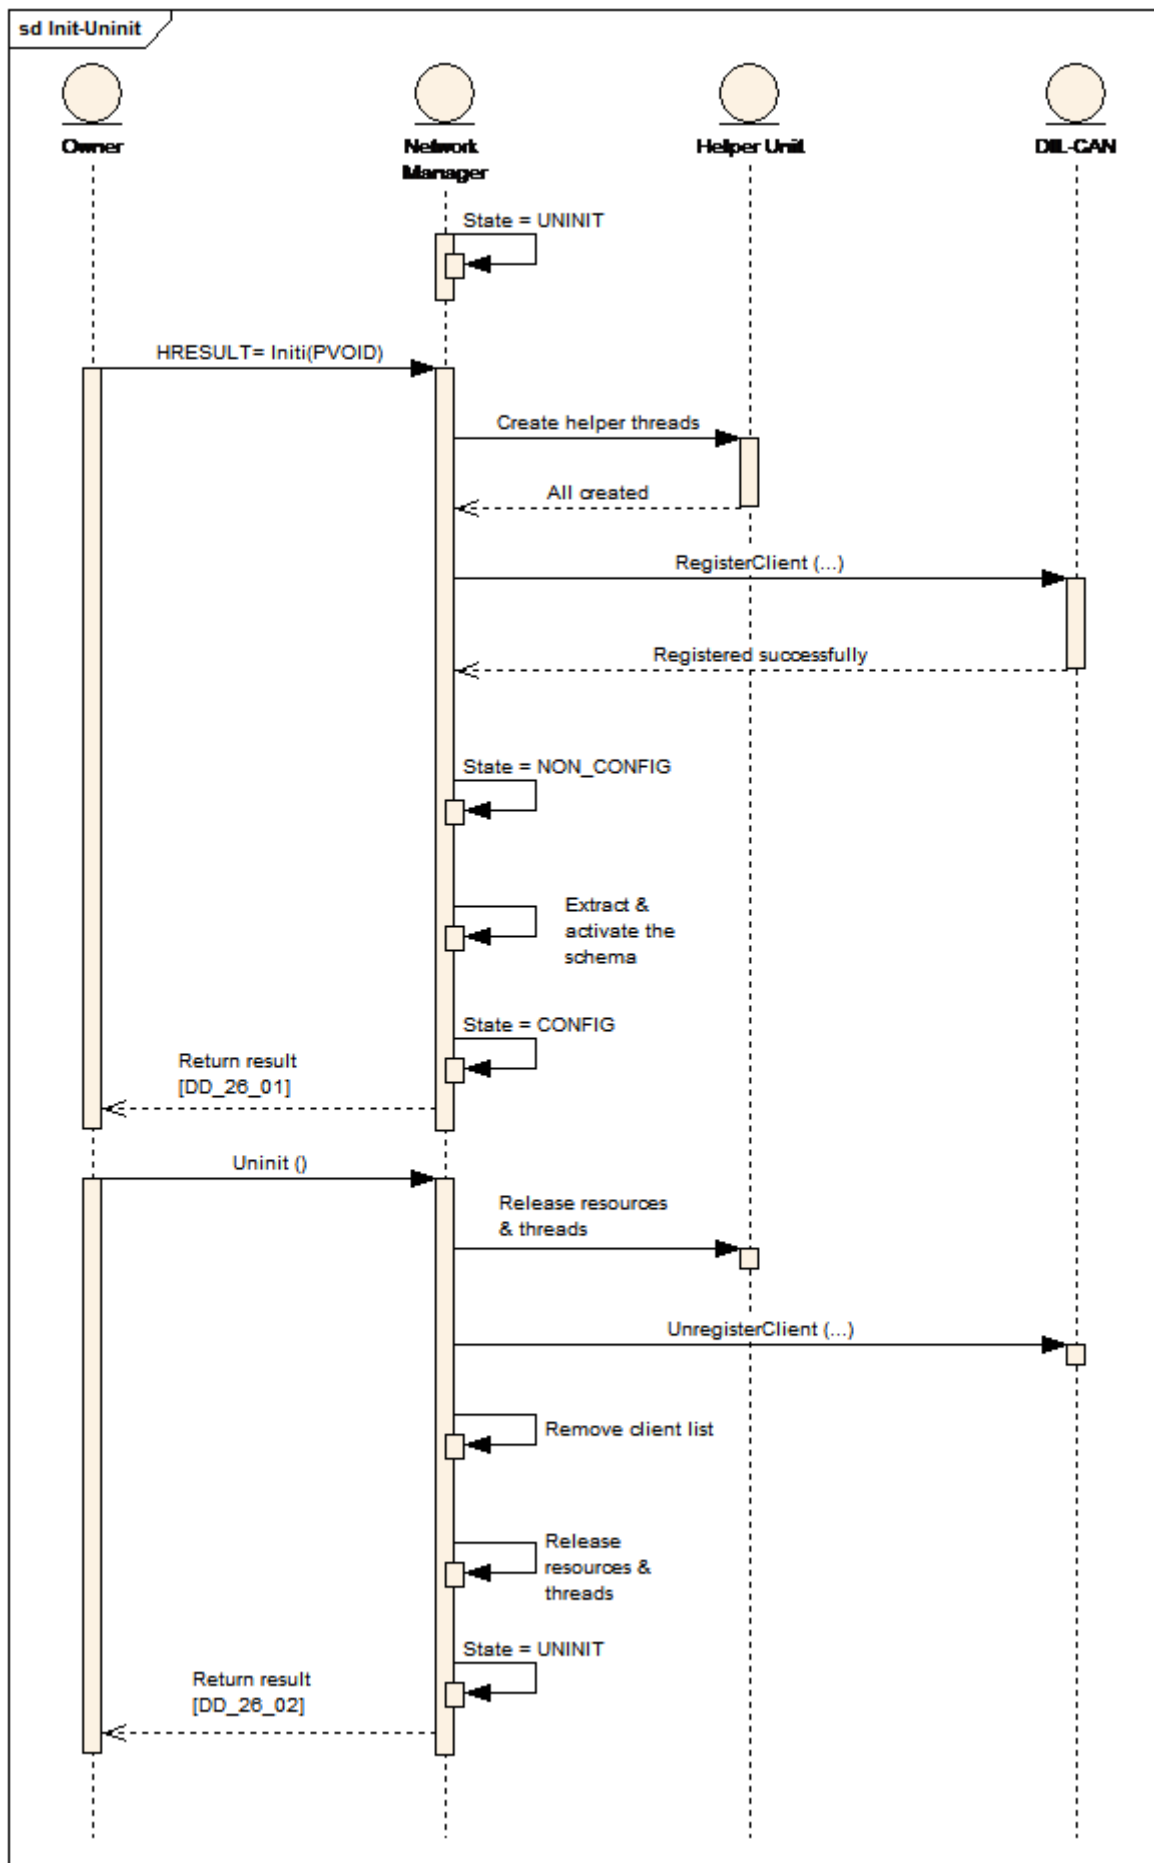 sd Init-Uninit
Owner
Network
Manager
Helper Unit
DIL-CAN
State = UNINIT
HRESULT= Initi(PVOID)
Create helper threads
All created
RegisterClient (...)
Registered successfully
State = NON_CONFIG
Extract &
activate the
schema
State = CONFIG
Return result
[DD_26_01]
Uninit ()
Release resources
& threads
UnregisterClient (...)
Remove client list
Release
resources &
threads
State = UNINIT
Return result
[DD_26_02]